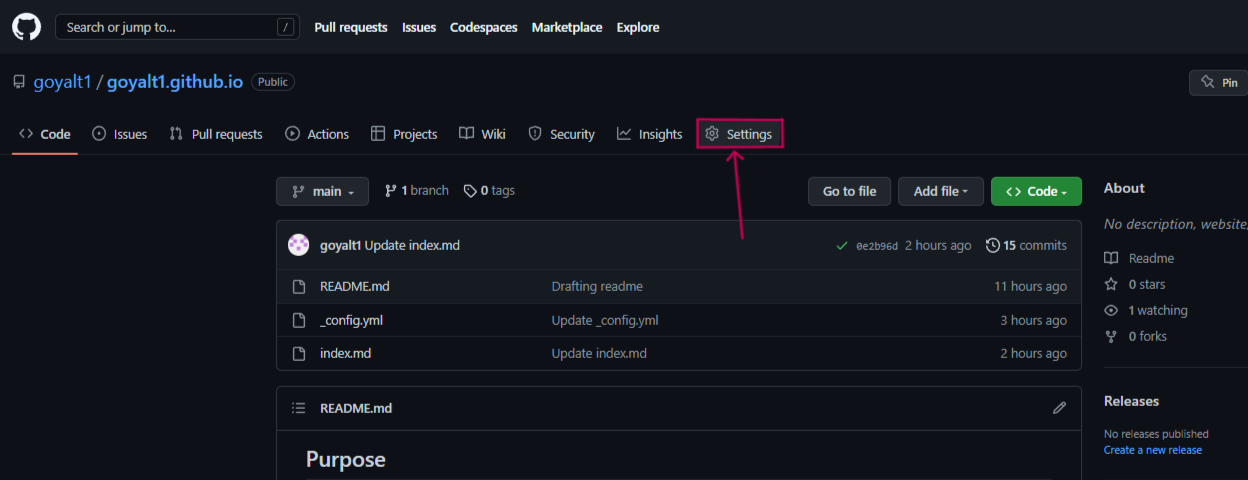 Search or jump to... / Pull requests Issues Codespaces Marketplace Explore
goyalt1 / goyalt1.github.io Public Pin
Code Issues Pull requests Actions Projects Wiki Security Insights Settings
main 1 branch 0 tags Go to file Add file Code
goyalt1 Update index.md 0e2b96d 2 hours ago 15 commits
README.md Drafting readme 11 hours ago
_config.yml Update _config.yml 3 hours ago
index.md Update index.md 2 hours ago
README.md
Purpose
About
No description, website,
Readme
0 stars
1 watching
0 forks
Releases
No releases published
Create a new release